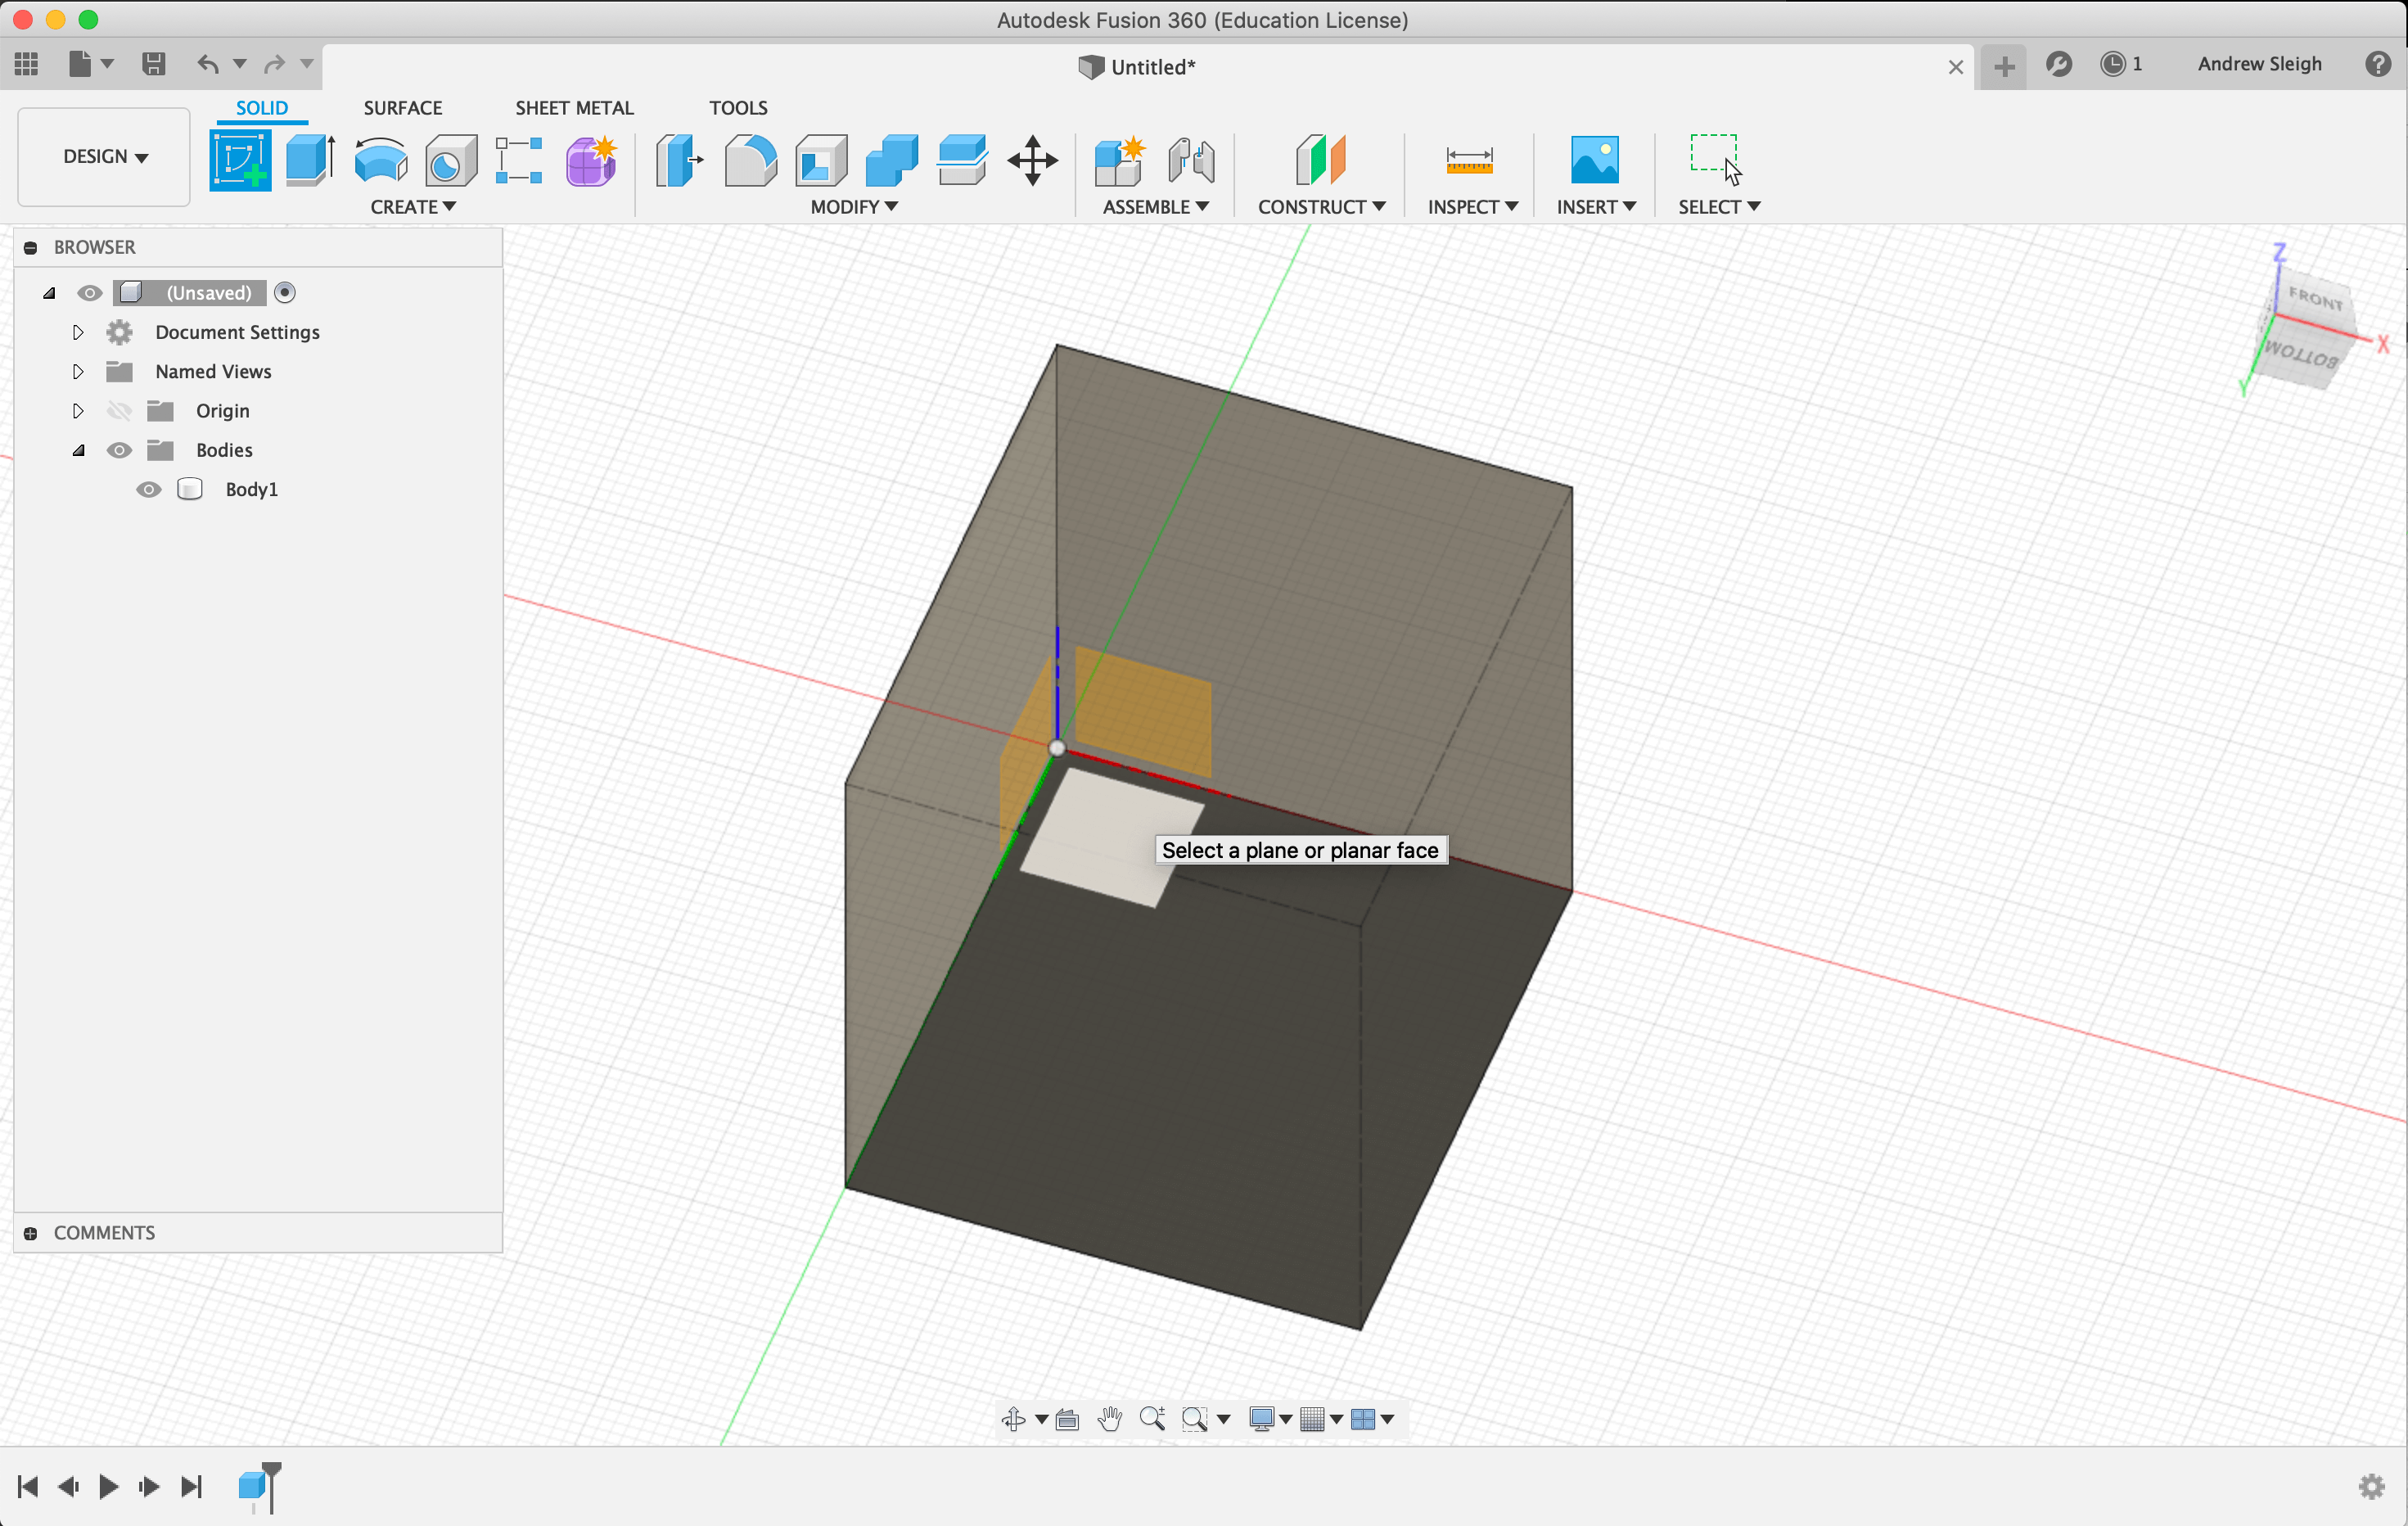 Autodesk Fusion 360 (Education License)
Untitled*
1
Andrew Sleigh
DESIGN
SOLID
SURFACE
SHEET METAL
TOOLS
CREATE
MODIFY
ASSEMBLE
CONSTRUCT
INSPECT
INSERT
SELECT
BROWSER
(Unsaved)
Document Settings
Named Views
Origin
Bodies
Body1
Z
FRONT
X
BOTTOM
Y
Select a plane or planar face
COMMENTS